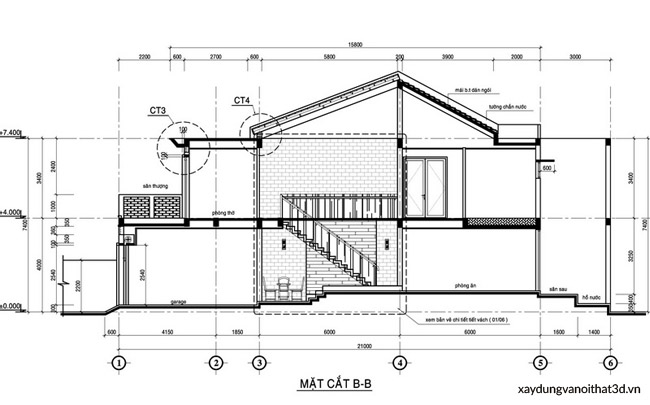 15800
2200 600 2700 600 5800 200 3900 2000 3000
CT3
CT4
mái b.t dán ngói
tường chắn nước
100
+7.400
600
2400
3400
3400
7400
sân thượng
1000
phòng thờ
+4.000
350
4000
2540
2540
2200
3250
7400
phòng ăn
sân sau
hố nước
garage
±0.000
xem bản vẽ chi tiết tiết vách ( 01/06 )
600 4150 1850 6000 6000 1500 1400
21000
1 2 3 4 5 6
MẶT CẮT B-B
xaydungvanoithat3d.vn